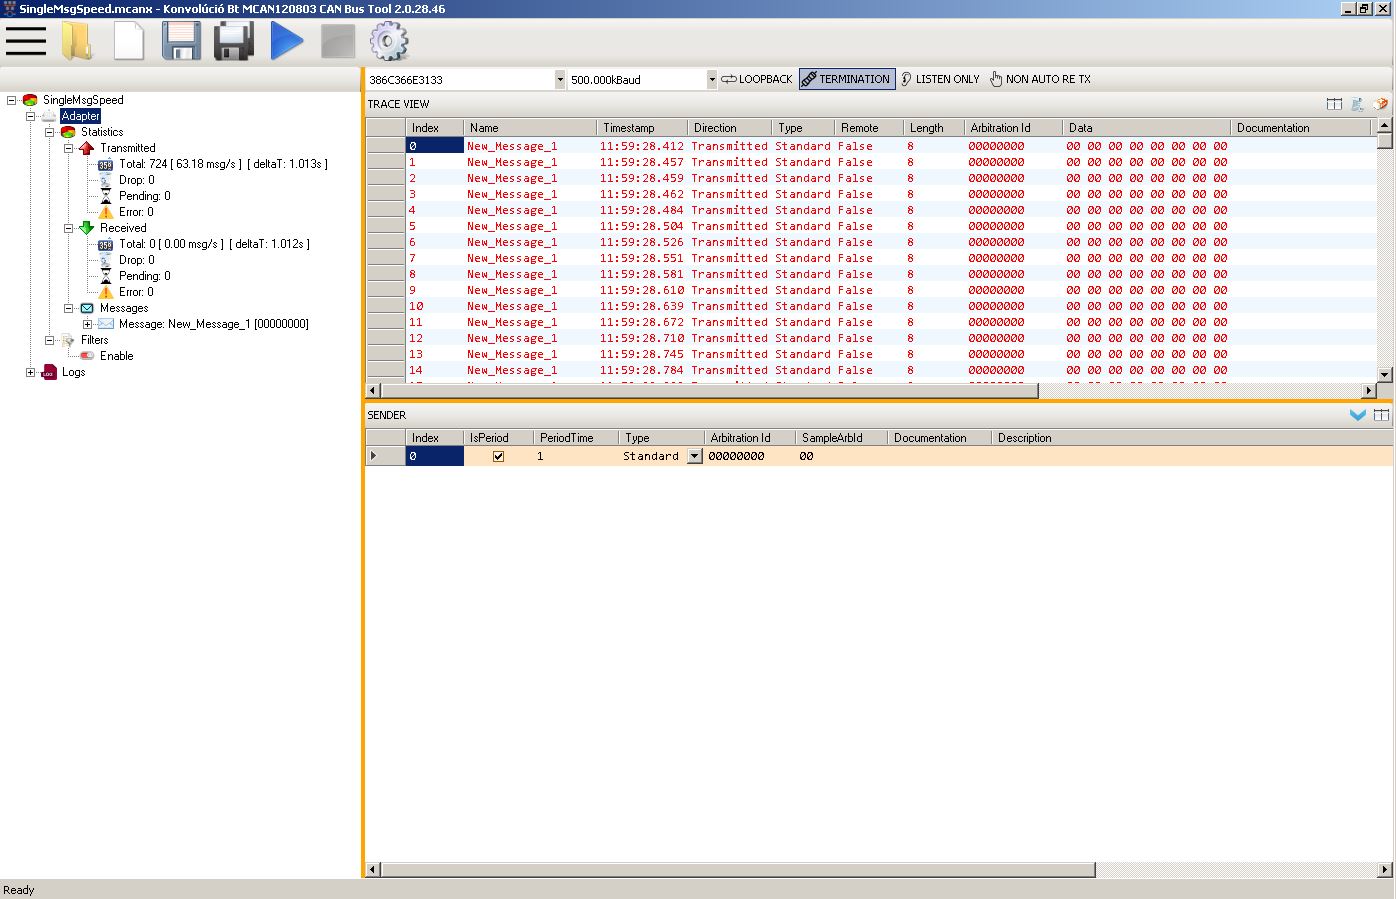 SingleMsgSpeed.mcanx - Konvolúció Bt MCAN120803 CAN Bus Tool 2.0.28.46
386C366E3133 500.000kBaud LOOPBACK TERMINATION LISTEN ONLY NON AUTO RE TX
SingleMsgSpeed
Adapter
Statistics
Transmitted
Total: 724 [ 63.18 msg/s ] [ deltaT: 1.013s ]
Drop: 0
Pending: 0
Error: 0
Received
Total: 0 [ 0.00 msg/s ] [ deltaT: 1.012s ]
Drop: 0
Pending: 0
Error: 0
Messages
Message: New_Message_1 [00000000]
Filters
Enable
LOG Logs
TRACE VIEW
Index Name Timestamp Direction Type Remote Length Arbitration Id Data Documentation
0 New_Message_1 11:59:28.412 Transmitted Standard False 8 00000000 00 00 00 00 00 00 00 00
1 New_Message_1 11:59:28.457 Transmitted Standard False 8 00000000 00 00 00 00 00 00 00 00
2 New_Message_1 11:59:28.459 Transmitted Standard False 8 00000000 00 00 00 00 00 00 00 00
3 New_Message_1 11:59:28.462 Transmitted Standard False 8 00000000 00 00 00 00 00 00 00 00
4 New_Message_1 11:59:28.484 Transmitted Standard False 8 00000000 00 00 00 00 00 00 00 00
5 New_Message_1 11:59:28.504 Transmitted Standard False 8 00000000 00 00 00 00 00 00 00 00
6 New_Message_1 11:59:28.526 Transmitted Standard False 8 00000000 00 00 00 00 00 00 00 00
7 New_Message_1 11:59:28.551 Transmitted Standard False 8 00000000 00 00 00 00 00 00 00 00
8 New_Message_1 11:59:28.581 Transmitted Standard False 8 00000000 00 00 00 00 00 00 00 00
9 New_Message_1 11:59:28.610 Transmitted Standard False 8 00000000 00 00 00 00 00 00 00 00
10 New_Message_1 11:59:28.639 Transmitted Standard False 8 00000000 00 00 00 00 00 00 00 00
11 New_Message_1 11:59:28.672 Transmitted Standard False 8 00000000 00 00 00 00 00 00 00 00
12 New_Message_1 11:59:28.710 Transmitted Standard False 8 00000000 00 00 00 00 00 00 00 00
13 New_Message_1 11:59:28.745 Transmitted Standard False 8 00000000 00 00 00 00 00 00 00 00
14 New_Message_1 11:59:28.784 Transmitted Standard False 8 00000000 00 00 00 00 00 00 00 00
SENDER
Index IsPeriod PeriodTime Type Arbitration Id SampleArbId Documentation Description
0 1 Standard 00000000 00
Ready